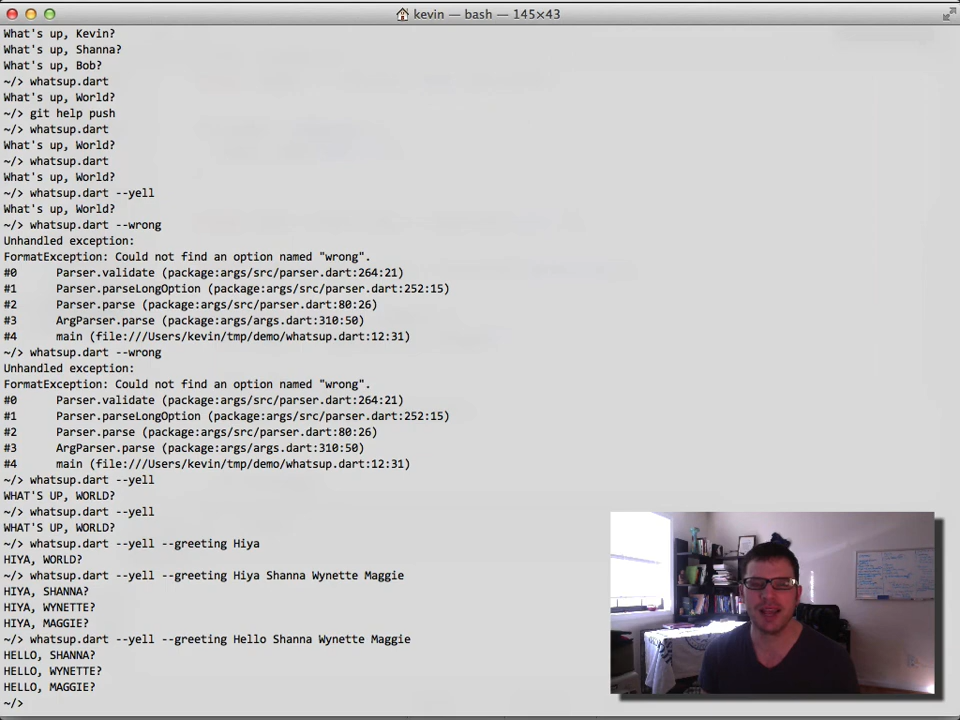 kevin — bash — 145×43
What's up, Kevin?
What's up, Shanna?
What's up, Bob?
~/> whatsup.dart
What's up, World?
~/> git help push
~/> whatsup.dart
What's up, World?
~/> whatsup.dart
What's up, World?
~/> whatsup.dart --yell
What's up, World?
~/> whatsup.dart --wrong
Unhandled exception:
FormatException: Could not find an option named "wrong".
#0      Parser.validate (package:args/src/parser.dart:264:21)
#1      Parser.parseLongOption (package:args/src/parser.dart:252:15)
#2      Parser.parse (package:args/src/parser.dart:80:26)
#3      ArgParser.parse (package:args/args.dart:310:50)
#4      main (file:///Users/kevin/tmp/demo/whatsup.dart:12:31)
~/> whatsup.dart --wrong
Unhandled exception:
FormatException: Could not find an option named "wrong".
#0      Parser.validate (package:args/src/parser.dart:264:21)
#1      Parser.parseLongOption (package:args/src/parser.dart:252:15)
#2      Parser.parse (package:args/src/parser.dart:80:26)
#3      ArgParser.parse (package:args/args.dart:310:50)
#4      main (file:///Users/kevin/tmp/demo/whatsup.dart:12:31)
~/> whatsup.dart --yell
WHAT'S UP, WORLD?
~/> whatsup.dart --yell
WHAT'S UP, WORLD?
~/> whatsup.dart --yell --greeting Hiya
HIYA, WORLD?
~/> whatsup.dart --yell --greeting Hiya Shanna Wynette Maggie
HIYA, SHANNA?
HIYA, WYNETTE?
HIYA, MAGGIE?
~/> whatsup.dart --yell --greeting Hello Shanna Wynette Maggie
HELLO, SHANNA?
HELLO, WYNETTE?
HELLO, MAGGIE?
~/>